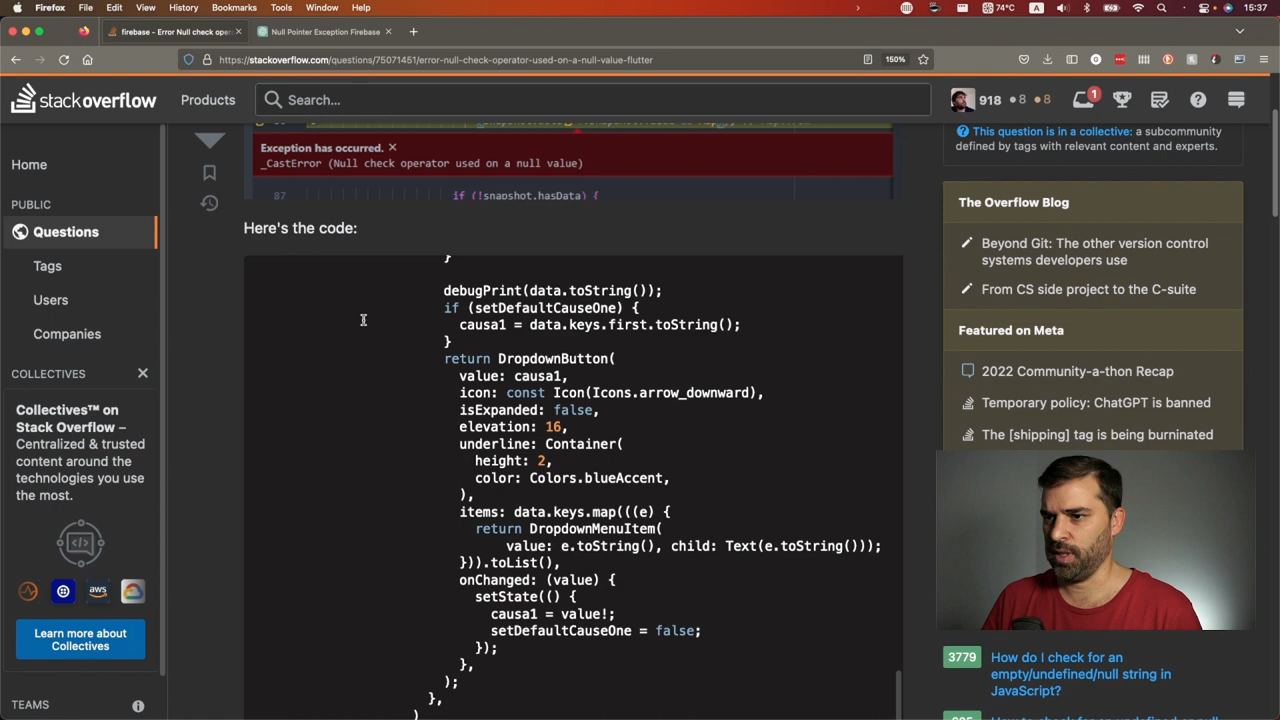 Firefox File Edit View History Bookmarks Tools Window Help
74°C A 15:37
firebase - Error Null check oper
Null Pointer Exception Firebase
https://stackoverflow.com/questions/75071451/error-null-check-operator-used-on-a-null-value-flutter
150%
stackoverflow
Products
Search...
918 8 8
1
Home
PUBLIC
Questions
Tags
Users
Companies
COLLECTIVES
Collectives™ on
Stack Overflow –
Centralized & trusted
content around the
technologies you use
the most.
aws
Learn more about
Collectives
TEAMS
Exception has occurred.
_CastError (Null check operator used on a null value)
87 if (!snapshot.hasData) {
Here's the code:
}
debugPrint(data.toString());
if (setDefaultCauseOne) {
causa1 = data.keys.first.toString();
}
return DropdownButton(
value: causa1,
icon: const Icon(Icons.arrow_downward),
isExpanded: false,
elevation: 16,
underline: Container(
height: 2,
color: Colors.blueAccent,
),
items: data.keys.map(((e) {
return DropdownMenuItem(
value: e.toString(), child: Text(e.toString()));
})).toList(),
onChanged: (value) {
setState(() {
causa1 = value!;
setDefaultCauseOne = false;
});
},
);
},
)
This question is in a collective: a subcommunity
defined by tags with relevant content and experts.
The Overflow Blog
Beyond Git: The other version control
systems developers use
From CS side project to the C-suite
Featured on Meta
2022 Community-a-thon Recap
Temporary policy: ChatGPT is banned
The [shipping] tag is being burninated
3779
How do I check for an
empty/undefined/null string in
JavaScript?